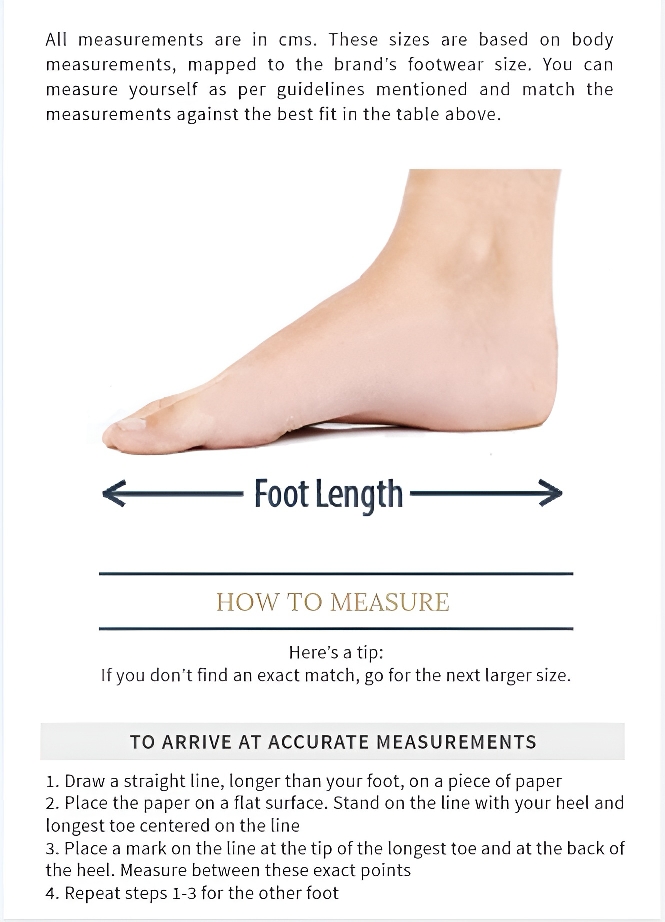 All measurements are in cms. These sizes are based on body
measurements, mapped to the brand’s footwear size. You can
measure yourself as per guidelines mentioned and match the
measurements against the best fit in the table above.
Foot Length
HOW TO MEASURE
Here’s a tip:
If you don’t find an exact match, go for the next larger size.
TO ARRIVE AT ACCURATE MEASUREMENTS
1. Draw a straight line, longer than your foot, on a piece of paper
2. Place the paper on a flat surface. Stand on the line with your heel and
longest toe centered on the line
3. Place a mark on the line at the tip of the longest toe and at the back of
the heel. Measure between these exact points
4. Repeat steps 1-3 for the other foot